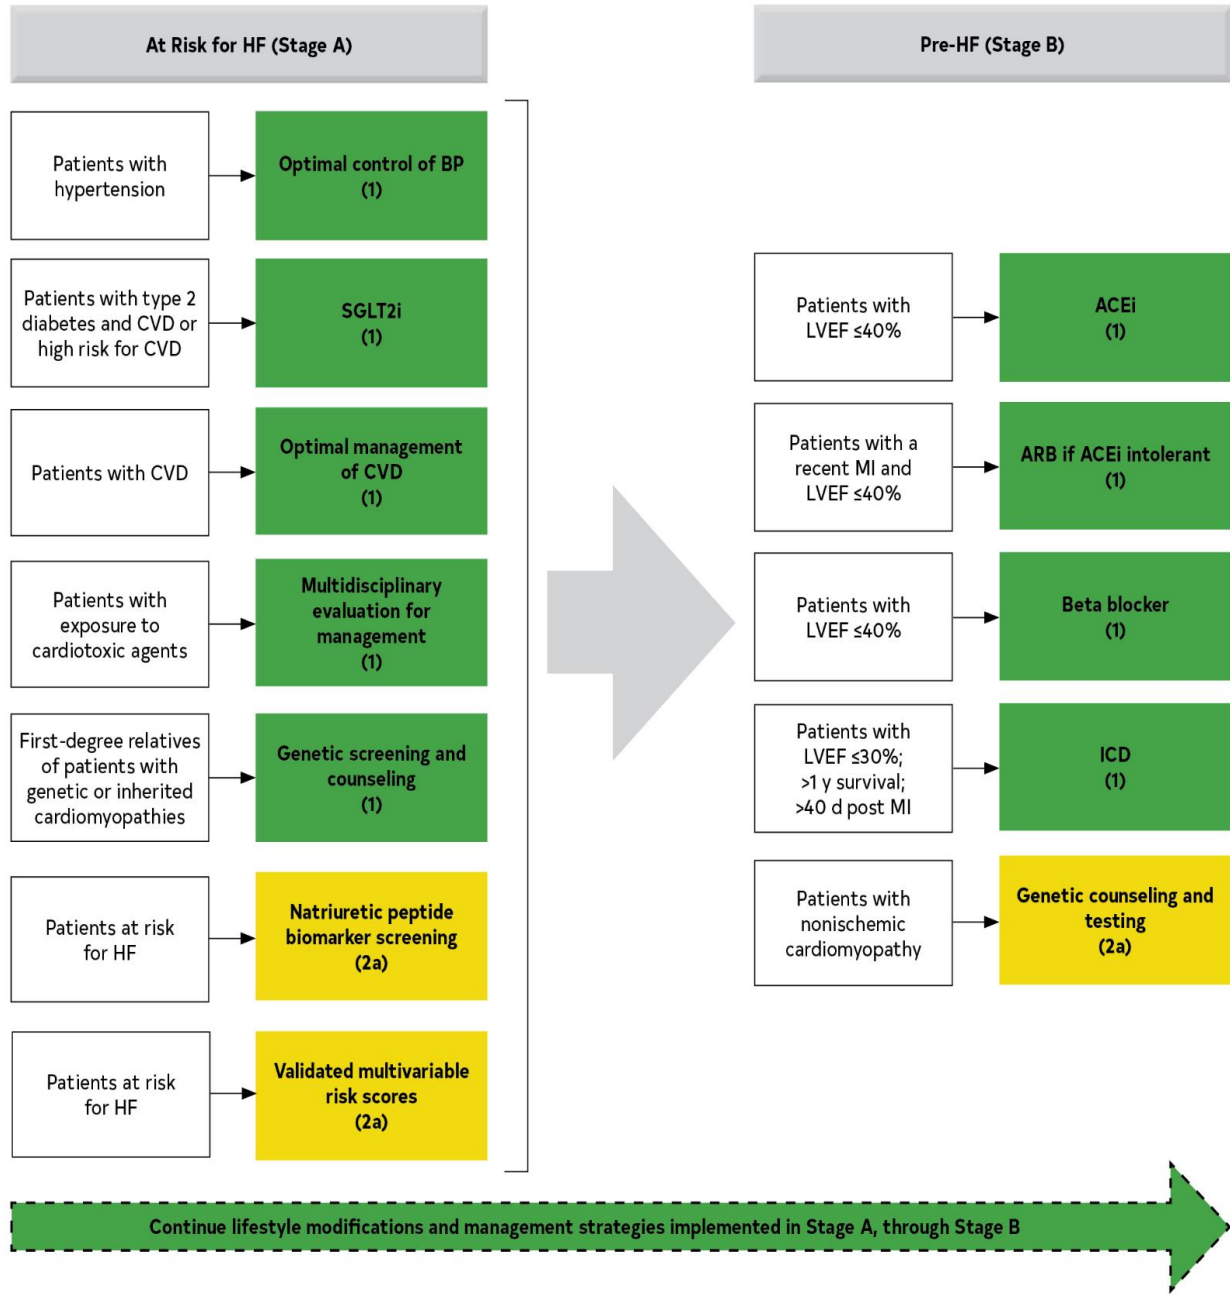 At Risk for HF (Stage A)
Patients with
hypertension
Optimal control of BP
(1)
Patients with type 2
diabetes and CVD or
high risk for CVD
SGLT2i
(1)
Patients with CVD
Optimal management
of CVD
(1)
Patients with
exposure to
cardiotoxic agents
Multidisciplinary
evaluation for
management
(1)
First-degree relatives
of patients with
genetic or inherited
cardiomyopathies
Genetic screening and
counseling
(1)
Patients at risk
for HF
Natriuretic peptide
biomarker screening
(2a)
Patients at risk
for HF
Validated multivariable
risk scores
(2a)
Pre-HF (Stage B)
Patients with
LVEF ≤40%
ACEi
(1)
Patients with a
recent MI and
LVEF ≤40%
ARB if ACEi intolerant
(1)
Patients with
LVEF ≤40%
Beta blocker
(1)
Patients with
LVEF ≤30%;
>1 y survival;
>40 d post MI
ICD
(1)
Patients with
nonischemic
cardiomyopathy
Genetic counseling and
testing
(2a)
Continue lifestyle modifications and management strategies implemented in Stage A, through Stage B